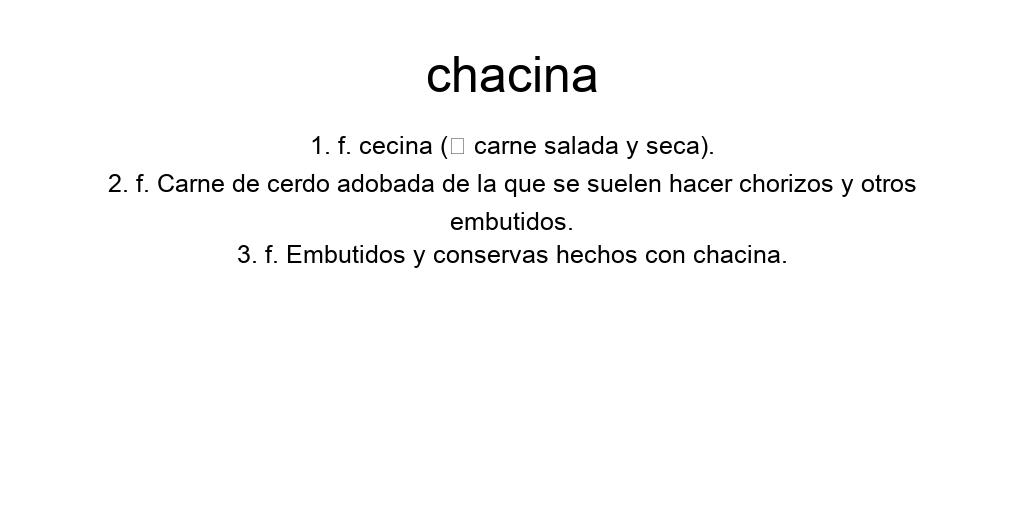 chacina
1. f. cecina (□ carne salada y seca).
2. f. Carne de cerdo adobada de la que se suelen hacer chorizos y otros
embutidos.
3. f. Embutidos y conservas hechos con chacina.